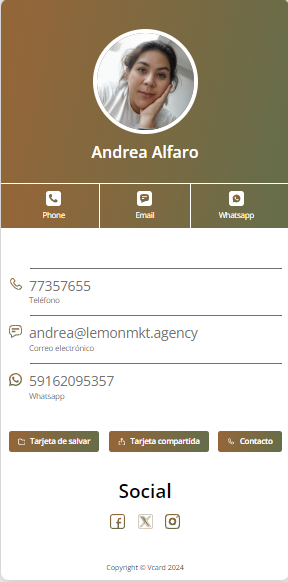 Andrea Alfaro
Phone
Email
Whatsapp
77357655
Teléfono
andrea@lemonmkt.agency
Correo electrónico
59162095357
Whatsapp
Tarjeta de salvar
Tarjeta compartida
Contacto
Social
Copyright © Vcard 2024